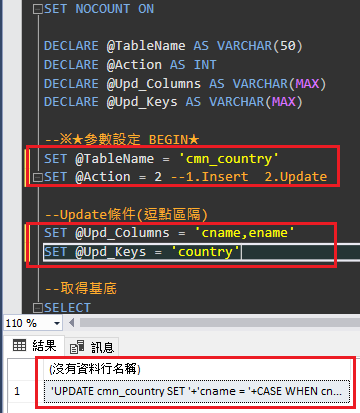 SET NOCOUNT ON
DECLARE @TableName AS VARCHAR(50)
DECLARE @Action AS INT
DECLARE @Upd_Columns AS VARCHAR(MAX)
DECLARE @Upd_Keys AS VARCHAR(MAX)
--※★參數設定 BEGIN★
SET @TableName = 'cmn_country'
SET @Action = 2 --1.Insert  2.Update
--Update條件(逗點區隔)
SET @Upd_Columns = 'cname,ename'
SET @Upd_Keys = 'country'
--取得基底
SELECT
110 %
結果 訊息
(沒有資料行名稱)
1 'UPDATE cmn_country SET '+'cname = '+CASE WHEN cn...